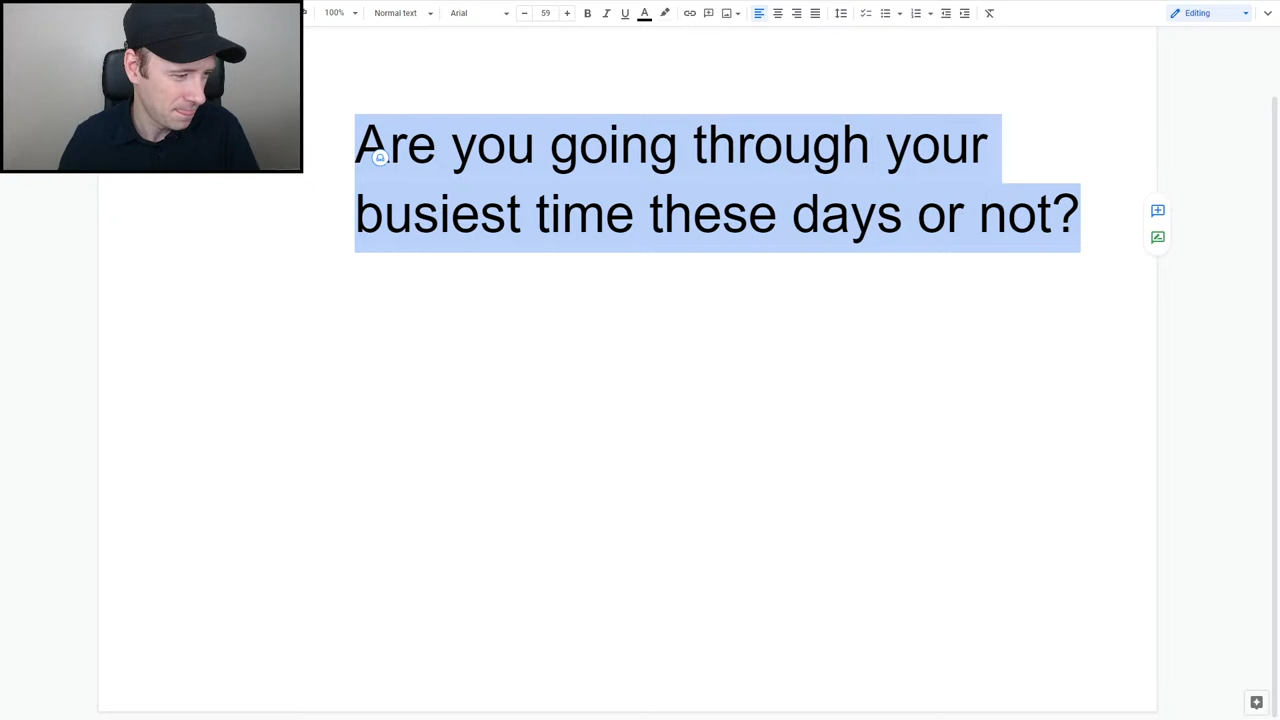 100% Normal text Arial 59 B I U A Editing
Are you going through your
busiest time these days or not?